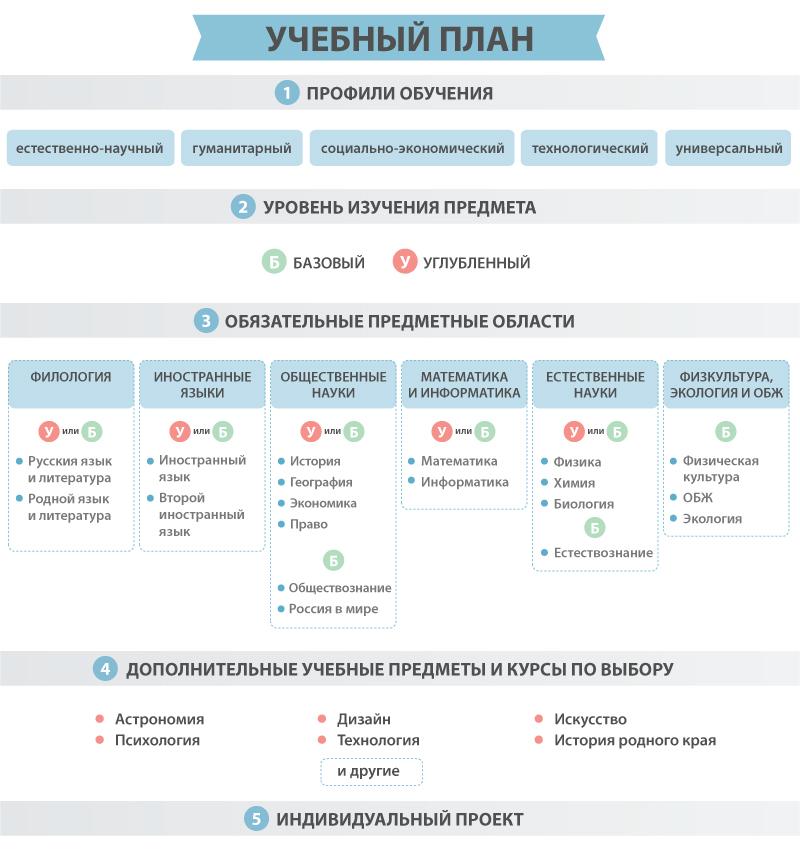 УЧЕБНЫЙ ПЛАН
1 ПРОФИЛИ ОБУЧЕНИЯ
естественно-научный
гуманитарный
социально-экономический
технологический
универсальный
2 УРОВЕНЬ ИЗУЧЕНИЯ ПРЕДМЕТА
Б БАЗОВЫЙ
У УГЛУБЛЕННЫЙ
3 ОБЯЗАТЕЛЬНЫЕ ПРЕДМЕТНЫЕ ОБЛАСТИ
ФИЛОЛОГИЯ
У или Б
Русския язык
и литература
Родной язык
и литература
ИНОСТРАННЫЕ
ЯЗЫКИ
У или Б
Иностранный
язык
Второй
иностранный
язык
ОБЩЕСТВЕННЫЕ
НАУКИ
У или Б
История
География
Экономика
Право
Б
Обществознание
Россия в мире
МАТЕМАТИКА
И ИНФОРМАТИКА
У или Б
Математика
Информатика
ЕСТЕСТВЕННЫЕ
НАУКИ
У или Б
Физика
Химия
Биология
Б
Естествознание
ФИЗКУЛЬТУРА,
ЭКОЛОГИЯ И ОБЖ
Б
Физическая
культура
ОБЖ
Экология
4 ДОПОЛНИТЕЛЬНЫЕ УЧЕБНЫЕ ПРЕДМЕТЫ И КУРСЫ ПО ВЫБОРУ
Астрономия
Психология
Дизайн
Технология
Искусство
История родного края
и другие
5 ИНДИВИДУАЛЬНЫЙ ПРОЕКТ